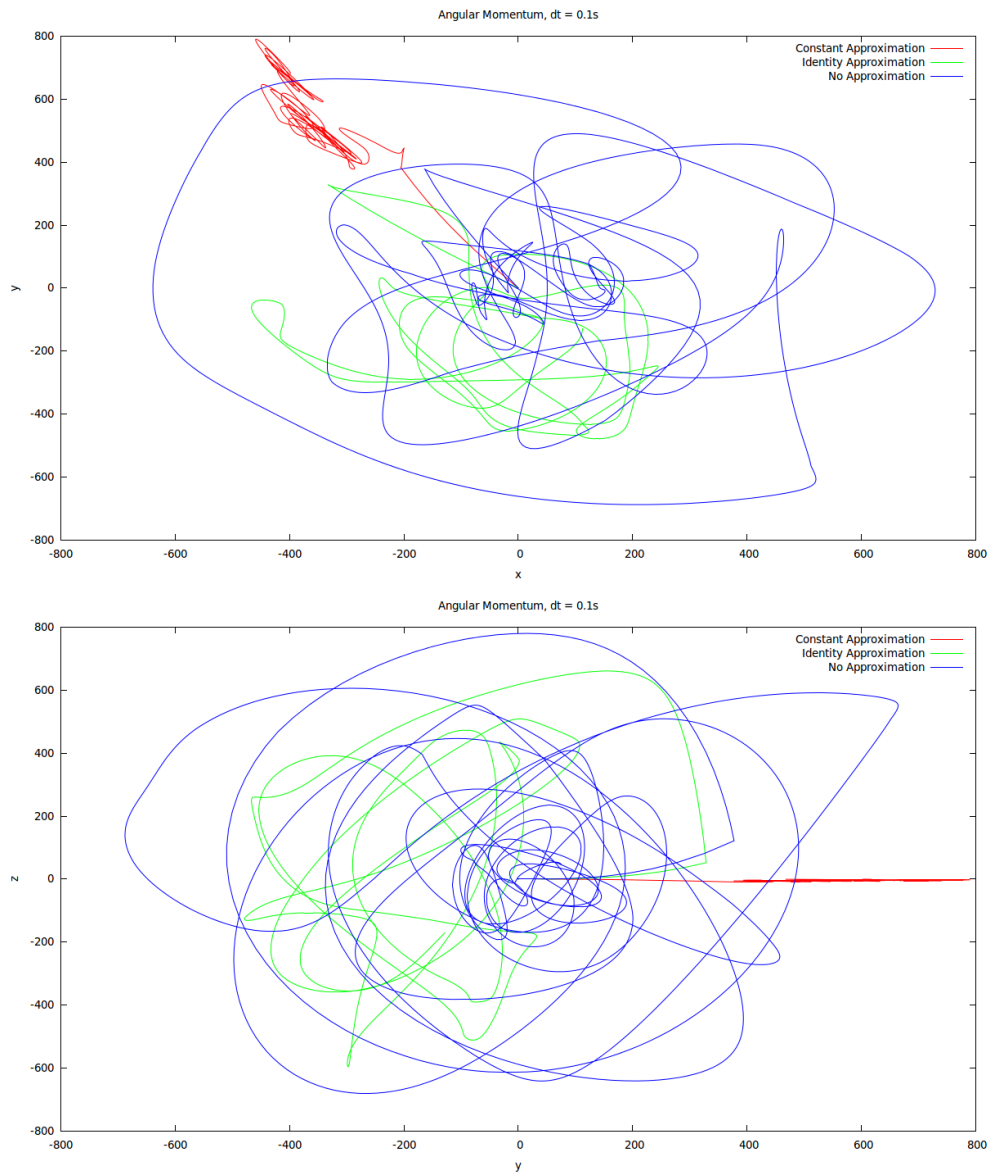 Angular Momentum, dt = 0.1s
Constant Approximation
Identity Approximation
No Approximation
800
600
400
200
0
-200
-400
-600
-800
y
-800 -600 -400 -200 0 200 400 600 800
x
Angular Momentum, dt = 0.1s
Constant Approximation
Identity Approximation
No Approximation
800
600
400
200
0
-200
-400
-600
-800
z
-800 -600 -400 -200 0 200 400 600 800
y